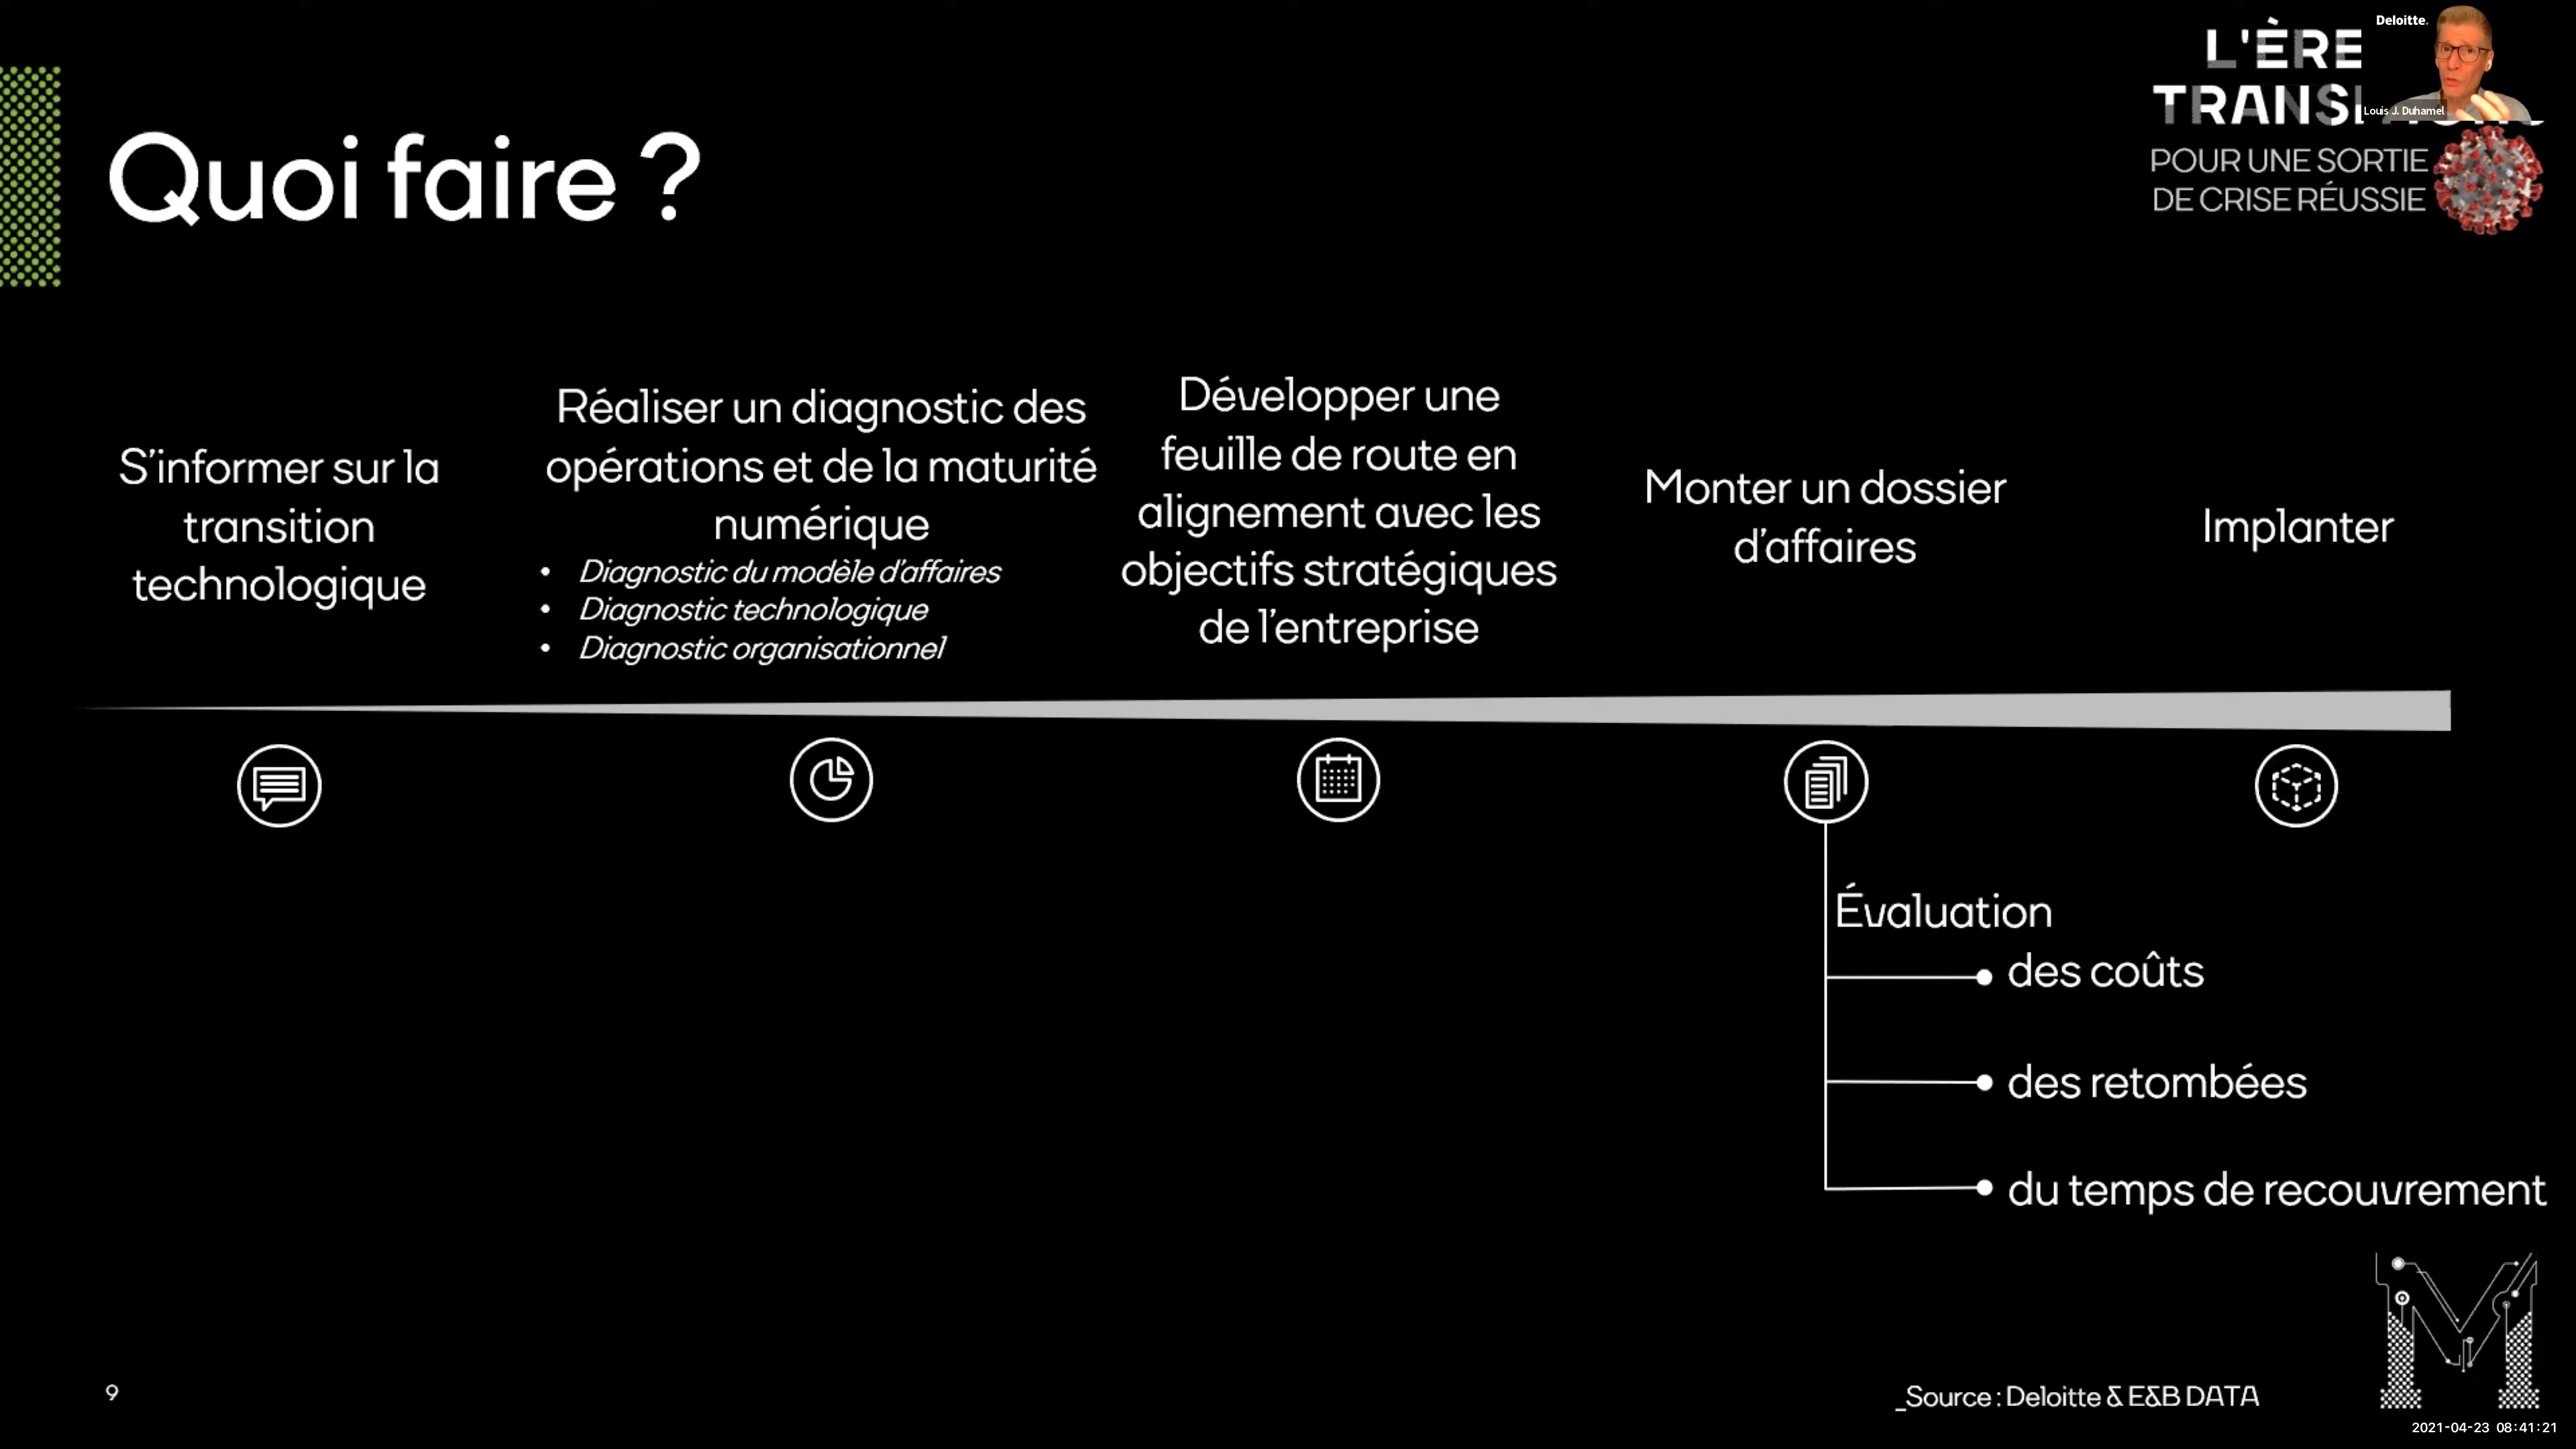 Deloitte.
L'ÈRE
Louis J. Duhamel
POUR UNE SORTIE
DE CRISE RÉUSSIE
Quoi faire ?
S'informer sur la
transition
technologique
Réaliser un diagnostic des
opérations et de la maturité
numérique
• Diagnostic du modèle d'affaires
• Diagnostic technologique
• Diagnostic organisationnel
Développer une
feuille de route en
alignement avec les
objectifs stratégiques
de l'entreprise
Monter un dossier
d'affaires
Implanter
Évaluation
des coûts
des retombées
du temps de recouvrement
9
_Source : Deloitte & E&B DATA
M
2021-04-23 08:41:21